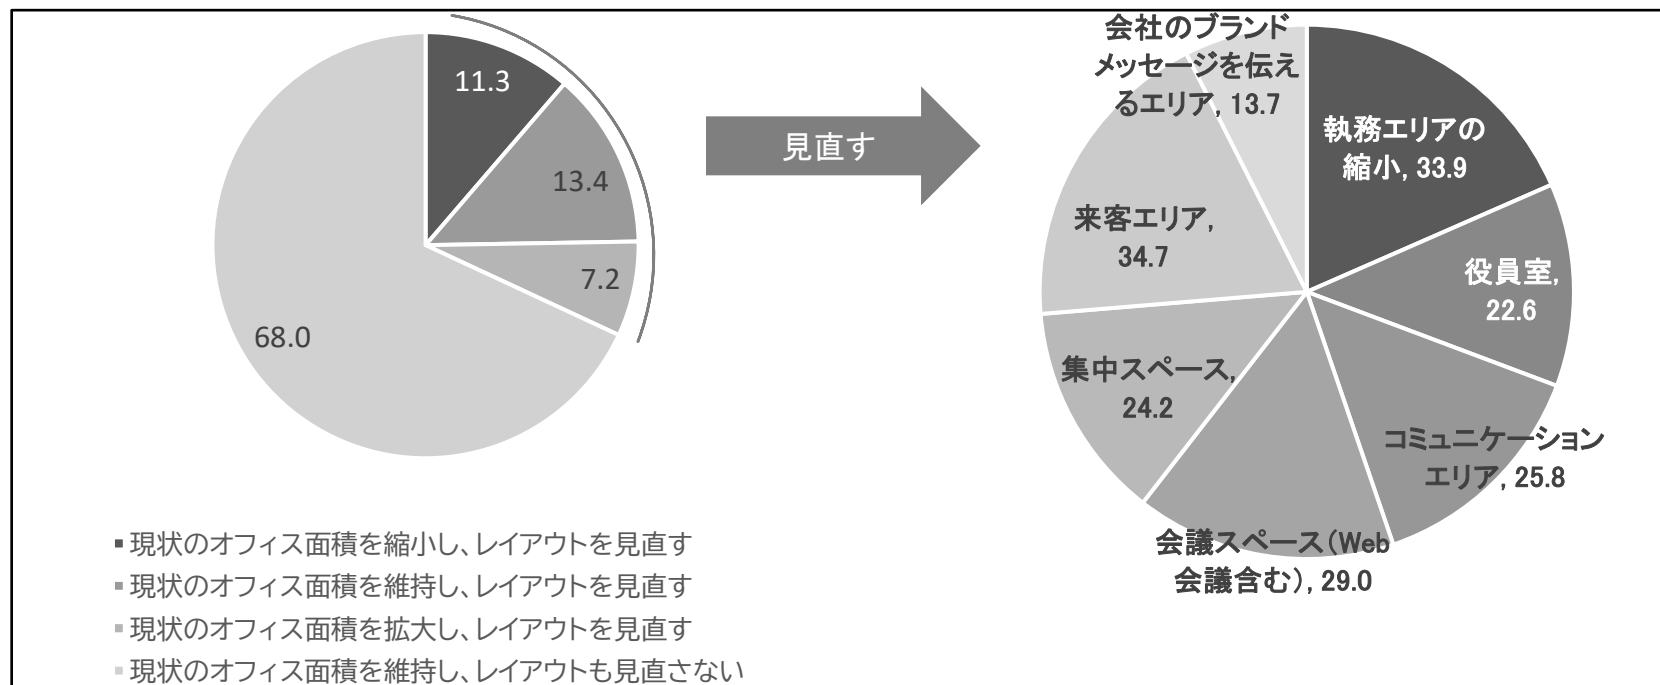 11.3
13.4
7.2
68.0
現状のオフィス面積を縮小し、レイアウトを見直す
現状のオフィス面積を維持し、レイアウトを見直す
現状のオフィス面積を拡大し、レイアウトを見直す
現状のオフィス面積を維持し、レイアウトも見直さない
見直す
会社のブランド
メッセージを伝え
るエリア, 13.7
執務エリアの
縮小, 33.9
来客エリア,
34.7
役員室,
22.6
集中スペース,
24.2
コミュニケーション
エリア, 25.8
会議スペース（Web
会議含む）, 29.0